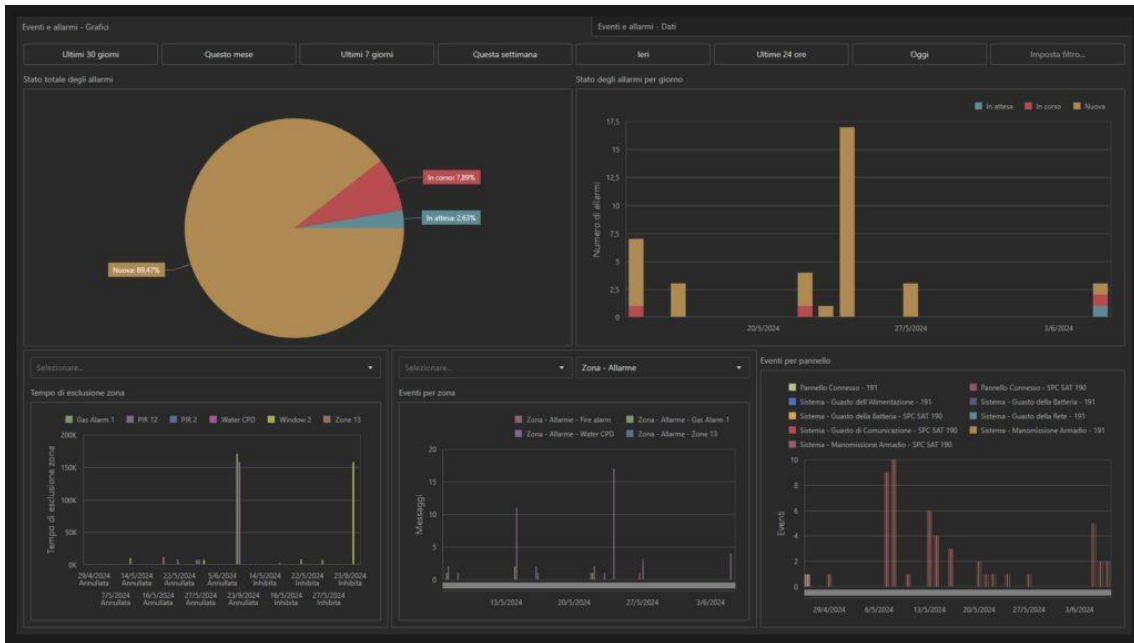 Eventi e allarmi - Grafici
Eventi e allarmi - Dati
Ultimi 30 giorni
Questo mese
Ultimi 7 giorni
Questa settimana
Ieri
Ultime 24 ore
Oggi
Imposta filtro...
Stato totale degli allarmi
In corso: 7,89%
In attesa: 2,63%
Nuova: 89,47%
Stato degli allarmi per giorno
In attesa
In corso
Nuova
Numero di allarmi
17,5
15
12,5
10
7,5
5
2,5
0
20/5/2024
27/5/2024
3/6/2024
Selezionare...
Tempo di esclusione zona
Gas Alarm 1
PIR 12
PIR 2
Water CPD
Window 2
Zone 13
Tempo di esclusione zona
200K
150K
100K
50K
0K
29/4/2024 Annullata
7/5/2024 Annullata
14/5/2024 Annullata
16/5/2024 Annullata
22/5/2024 Annullata
27/5/2024 Annullata
5/6/2024 Annullata
23/9/2024 Annullata
14/5/2024 Inhibita
16/5/2024 Inhibita
22/5/2024 Inhibita
27/5/2024 Inhibita
23/9/2024 Inhibita
Selezionare...
Zona - Allarme
Eventi per zona
Zona - Allarme - Fire alarm
Zona - Allarme - Gas Alarm 1
Zona - Allarme - Water CPD
Zona - Allarme - Zone 13
Messaggi
20
15
10
5
0
13/5/2024
20/5/2024
27/5/2024
3/6/2024
Eventi per pannello
Pannello Connesso - 191
Pannello Connesso - SPC SAT 190
Sistema - Guasto dell'Alimentazione - 191
Sistema - Guasto della Batteria - 191
Sistema - Guasto della Batteria - SPC SAT 190
Sistema - Guasto della Rete - 191
Sistema - Guasto di Comunicazione - SPC SAT 190
Sistema - Manomissione Armadio - 191
Sistema - Manomissione Armadio - SPC SAT 190
Eventi
10
8
6
4
2
0
29/4/2024
6/5/2024
13/5/2024
20/5/2024
27/5/2024
3/6/2024